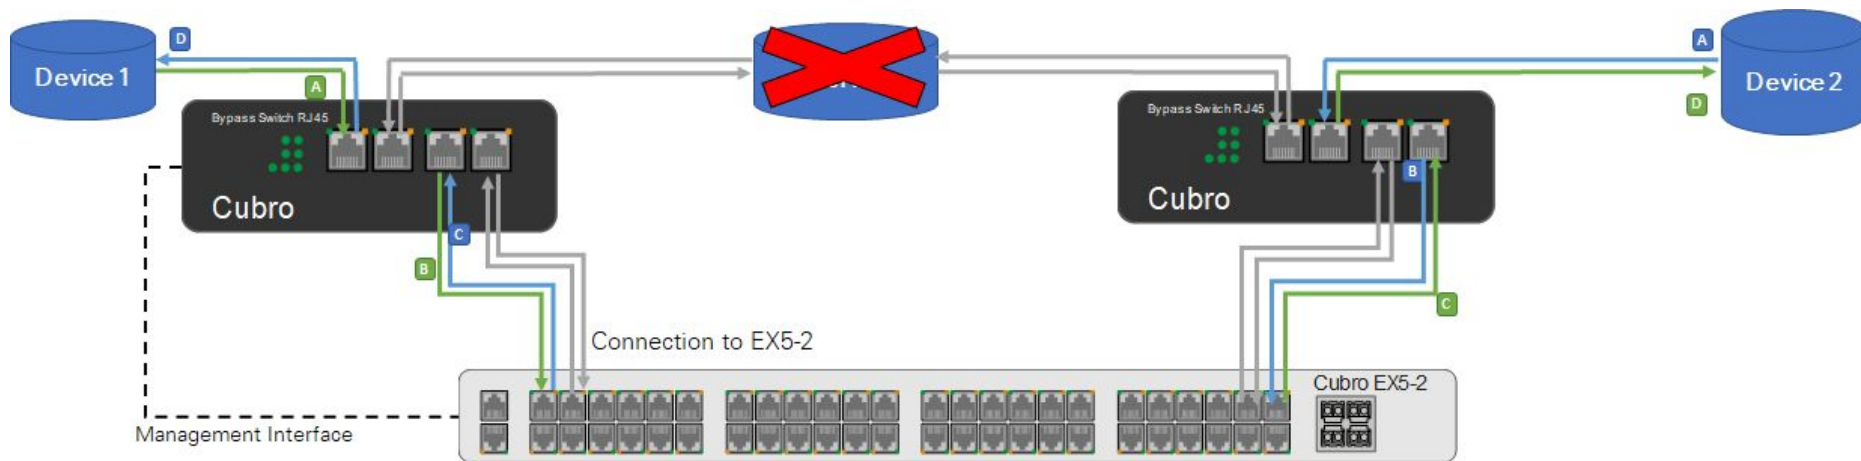 D
A
Device 1
A
Device 2
D
Bypass Switch RJ45
Bypass Switch RJ45
B
Cubro
Cubro
C
B
C
Connection to EX5-2
Cubro EX5-2
Management Interface